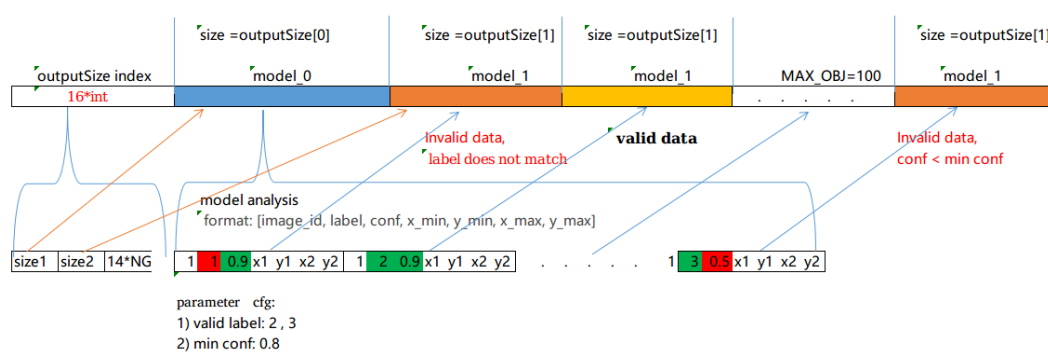 size =outputSize[0]
size =outputSize[1]
size =outputSize[1]
size =outputSize[1]
outputSize index
model_0
model_1
model_1
MAX_OBJ=100
model_1
16*int
. . . . .
Invalid data,
label does not match
valid data
Invalid data,
conf < min conf
model analysis
format: [image_id, label, conf, x_min, y_min, x_max, y_max]
size1 size2 14*NG
1 1 0.9 x1 y1 x2 y2 1 2 0.9 x1 y1 x2 y2 . . . . . 1 3 0.5 x1 y1 x2 y2
parameter cfg:
1) valid label: 2 , 3
2) min conf: 0.8